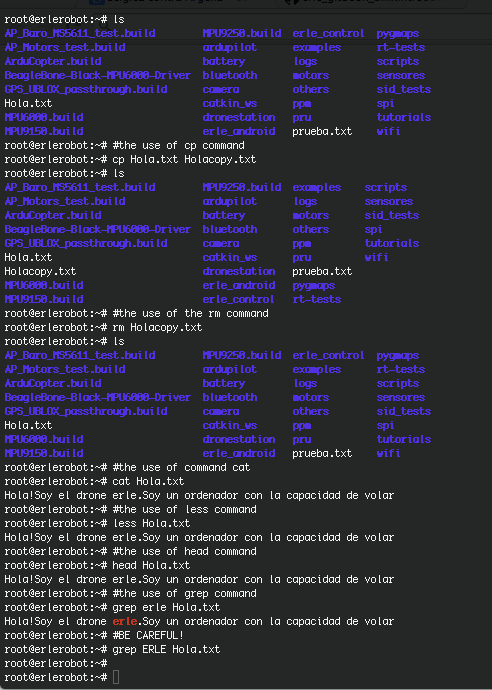 root@erlerobot:~# ls
AP_Baro_MS5611_test.build MPU9250.build erle_control pygmaps
AP_Motors_test.build ardupilot examples rt-tests
ArduCopter.build battery logs scripts
BeagleBone-Black-MPU6000-Driver bluetooth motors sensores
GPS_UBLOX_passthrough.build camera others sid_tests
Hola.txt catkin_ws ppm spi
MPU6000.build dronestation pru tutorials
MPU9150.build erle_android prueba.txt wifi
root@erlerobot:~# #the use of cp command
root@erlerobot:~# cp Hola.txt Holacopy.txt
root@erlerobot:~# ls
AP_Baro_MS5611_test.build MPU9250.build examples scripts
AP_Motors_test.build ardupilot logs sensores
ArduCopter.build battery motors sid_tests
BeagleBone-Black-MPU6000-Driver bluetooth others spi
GPS_UBLOX_passthrough.build camera ppm tutorials
Hola.txt catkin_ws pru wifi
Holacopy.txt dronestation prueba.txt
MPU6000.build erle_android pygmaps
MPU9150.build erle_control rt-tests
root@erlerobot:~# #the use of the rm command
root@erlerobot:~# rm Holacopy.txt
root@erlerobot:~# ls
AP_Baro_MS5611_test.build MPU9250.build erle_control pygmaps
AP_Motors_test.build ardupilot examples rt-tests
ArduCopter.build battery logs scripts
BeagleBone-Black-MPU6000-Driver bluetooth motors sensores
GPS_UBLOX_passthrough.build camera others sid_tests
Hola.txt catkin_ws ppm spi
MPU6000.build dronestation pru tutorials
MPU9150.build erle_android prueba.txt wifi
root@erlerobot:~# #the use of command cat
root@erlerobot:~# cat Hola.txt
Hola!Soy el drone erle.Soy un ordenador con la capacidad de volar
root@erlerobot:~# #the use of less command
root@erlerobot:~# less Hola.txt
Hola!Soy el drone erle.Soy un ordenador con la capacidad de volar
root@erlerobot:~# #the use of head command
root@erlerobot:~# head Hola.txt
Hola!Soy el drone erle.Soy un ordenador con la capacidad de volar
root@erlerobot:~# #the use of grep command
root@erlerobot:~# grep erle Hola.txt
Hola!Soy el drone erle.Soy un ordenador con la capacidad de volar
root@erlerobot:~# #BE CAREFUL!
root@erlerobot:~# grep ERLE Hola.txt
root@erlerobot:~#
root@erlerobot:~#